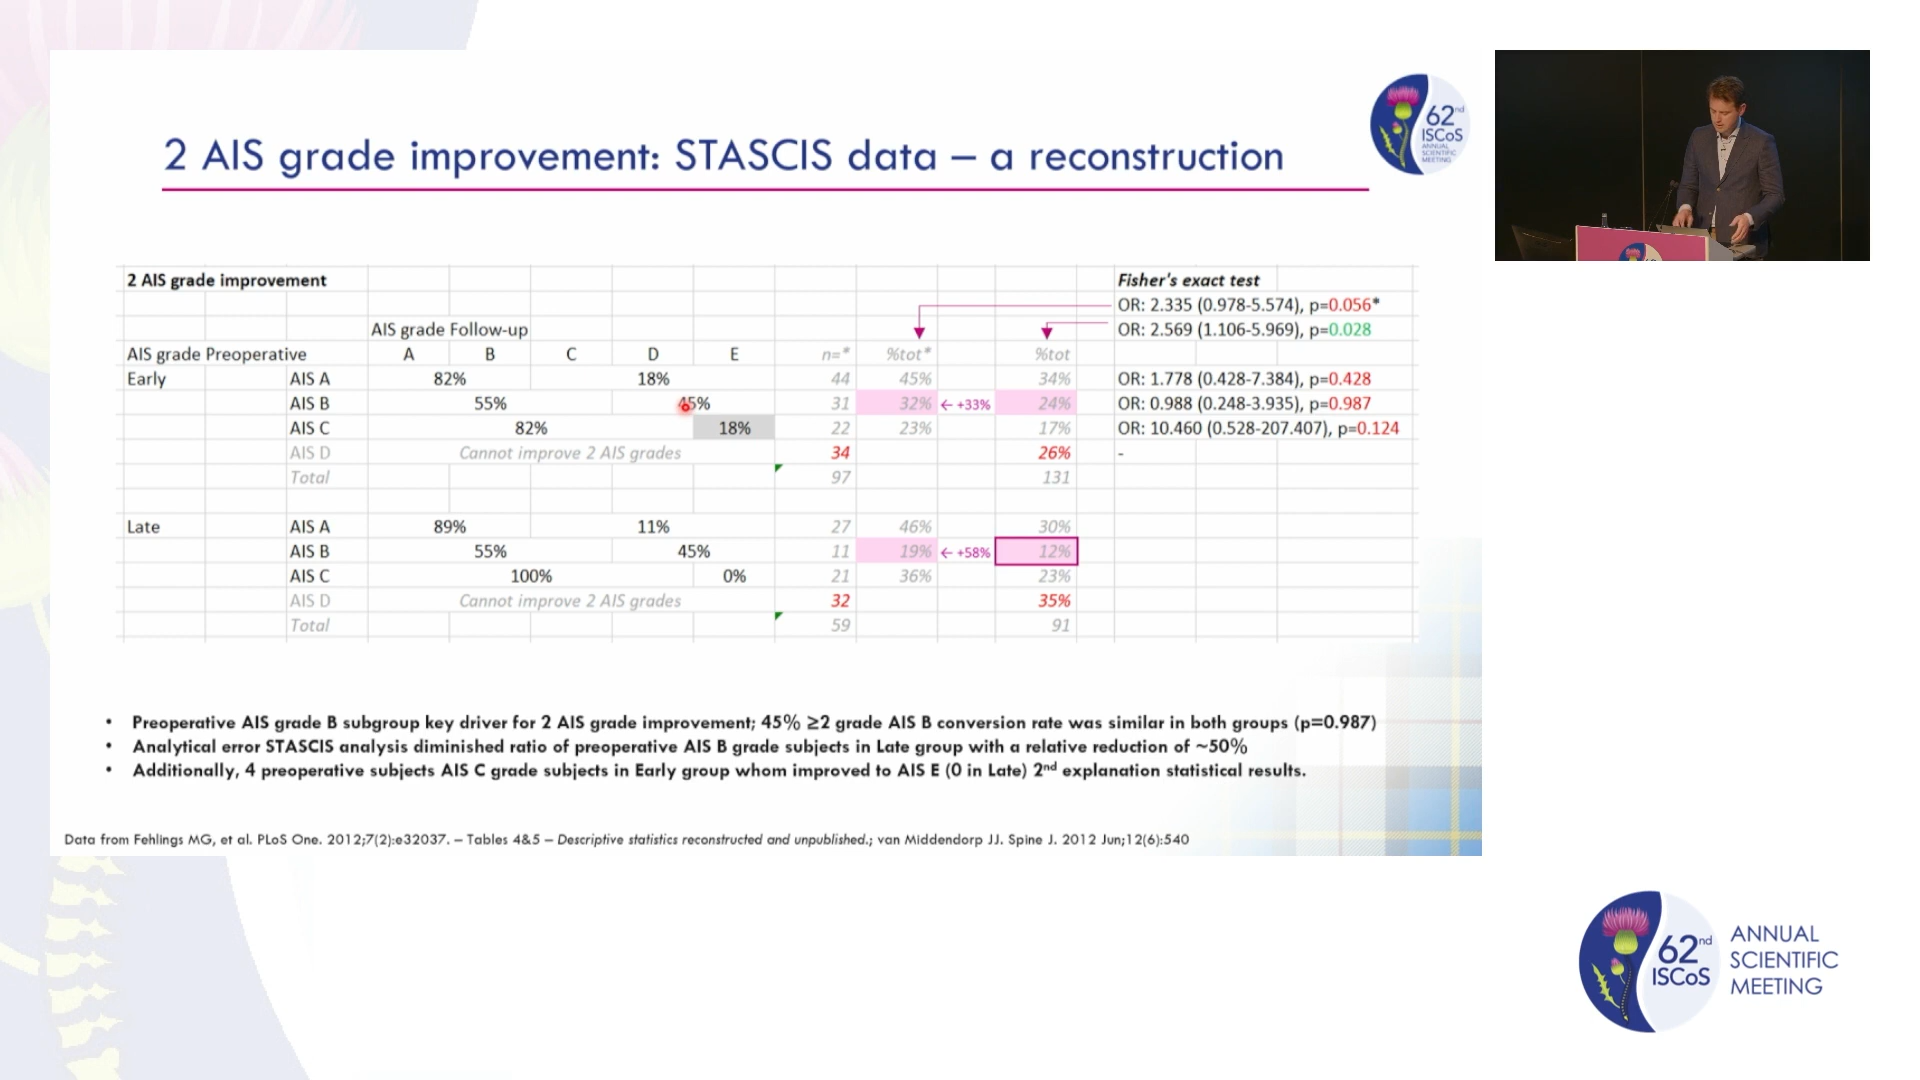 2 AIS grade improvement: STASCIS data – a reconstruction
62nd
ISCoS
ANNUAL
SCIENTIFIC
MEETING
2 AIS grade improvement Fisher's exact test
OR: 2.335 (0.978-5.574), p=0.056*
AIS grade Follow-up OR: 2.569 (1.106-5.969), p=0.028
AIS grade Preoperative A B C D E n=* %tot* %tot
Early AIS A 82% 18% 44 45% 34% OR: 1.778 (0.428-7.384), p=0.428
AIS B 55% 45% 31 32% ← +33% 24% OR: 0.988 (0.248-3.935), p=0.987
AIS C 82% 18% 22 23% 17% OR: 10.460 (0.528-207.407), p=0.124
AIS D Cannot improve 2 AIS grades 34 26% -
Total 97 131
Late AIS A 89% 11% 27 46% 30%
AIS B 55% 45% 11 19% ← +58% 12%
AIS C 100% 0% 21 36% 23%
AIS D Cannot improve 2 AIS grades 32 35%
Total 59 91
• Preoperative AIS grade B subgroup key driver for 2 AIS grade improvement; 45% ≥2 grade AIS B conversion rate was similar in both groups (p=0.987)
• Analytical error STASCIS analysis diminished ratio of preoperative AIS B grade subjects in Late group with a relative reduction of ~50%
• Additionally, 4 preoperative subjects AIS C grade subjects in Early group whom improved to AIS E (0 in Late) 2nd explanation statistical results.
Data from Fehlings MG, et al. PLoS One. 2012;7(2):e32037. – Tables 4&5 – Descriptive statistics reconstructed and unpublished.; van Middendorp JJ. Spine J. 2012 Jun;12(6):540
62nd
ISCoS
ANNUAL
SCIENTIFIC
MEETING